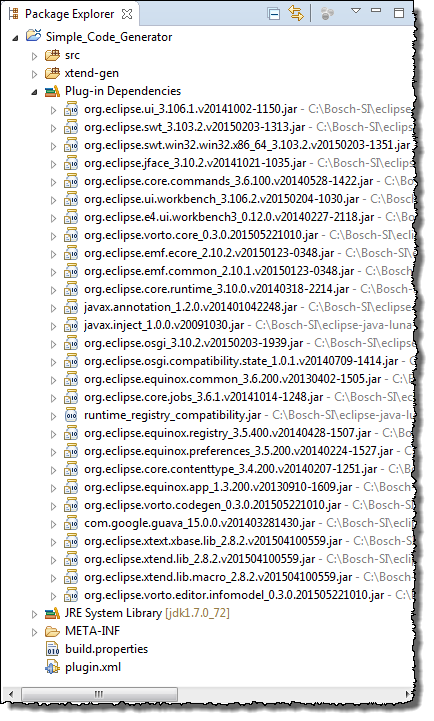 Package Explorer
Simple_Code_Generator
src
xtend-gen
Plug-in Dependencies
org.eclipse.ui_3.106.1.v20141002-1150.jar - C:\Bosch-SI\eclipse
org.eclipse.swt_3.103.2.v20150203-1313.jar - C:\Bosch-SI\eclips
org.eclipse.swt.win32.win32.x86_64_3.103.2.v20150203-1351.jar
org.eclipse.jface_3.10.2.v20141021-1035.jar - C:\Bosch-SI\eclips
org.eclipse.core.commands_3.6.100.v20140528-1422.jar - C:\Bo
org.eclipse.ui.workbench_3.106.2.v20150204-1030.jar - C:\Bosc
org.eclipse.e4.ui.workbench3_0.12.0.v20140227-2118.jar - C:\Bo
org.eclipse.vorto.core_0.3.0.201505221010.jar - C:\Bosch-SI\ecli
org.eclipse.emf.ecore_2.10.2.v20150123-0348.jar - C:\Bosch-SI\
org.eclipse.emf.common_2.10.1.v20150123-0348.jar - C:\Bosch
org.eclipse.core.runtime_3.10.0.v20140318-2214.jar - C:\Bosch-
javax.annotation_1.2.0.v201401042248.jar - C:\Bosch-SI\eclipse-
javax.inject_1.0.0.v20091030.jar - C:\Bosch-SI\eclipse-java-luna
org.eclipse.osgi_3.10.2.v20150203-1939.jar - C:\Bosch-SI\eclips
org.eclipse.osgi.compatibility.state_1.0.1.v20140709-1414.jar - C
org.eclipse.equinox.common_3.6.200.v20130402-1505.jar - C:\B
org.eclipse.core.jobs_3.6.1.v20141014-1248.jar - C:\Bosch-SI\ec
runtime_registry_compatibility.jar - C:\Bosch-SI\eclipse-java-lu
org.eclipse.equinox.registry_3.5.400.v20140428-1507.jar - C:\Bo
org.eclipse.equinox.preferences_3.5.200.v20140224-1527.jar - C
org.eclipse.core.contenttype_3.4.200.v20140207-1251.jar - C:\B
org.eclipse.equinox.app_1.3.200.v20130910-1609.jar - C:\Bosch
org.eclipse.vorto.codegen_0.3.0.201505221010.jar - C:\Bosch-SI
com.google.guava_15.0.0.v201403281430.jar - C:\Bosch-SI\eclip
org.eclipse.xtext.xbase.lib_2.8.2.v201504100559.jar - C:\Bosch-S
org.eclipse.xtend.lib_2.8.2.v201504100559.jar - C:\Bosch-SI\ecli
org.eclipse.xtend.lib.macro_2.8.2.v201504100559.jar - C:\Bosch
org.eclipse.vorto.editor.infomodel_0.3.0.201505221010.jar - C:\B
JRE System Library [jdk1.7.0_72]
META-INF
build.properties
plugin.xml